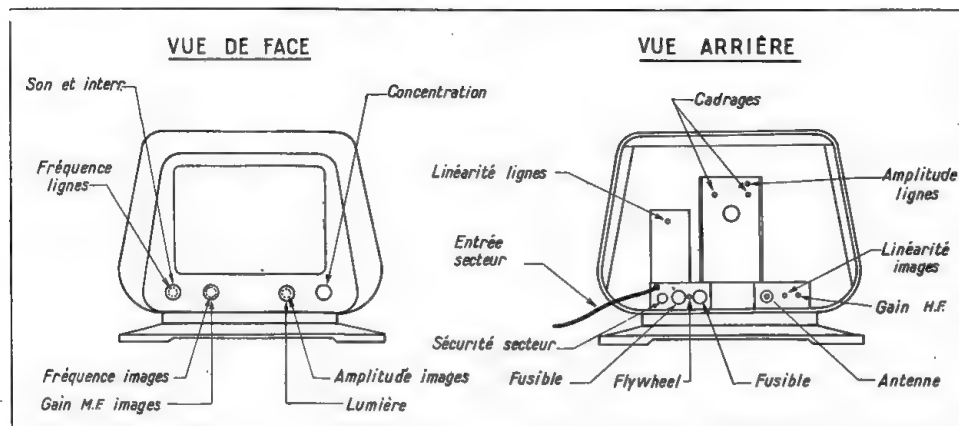 VUE DE FACE
Son et interr.
Concentration
Fréquence
lignes
Fréquence images
Gain M.F. images
Amplitude images
Lumière
VUE ARRIÈRE
Cadrages
Linéarité lignes
Amplitude
lignes
Entrée
secteur
Linéarité
images
Gain H.F.
Sécurité secteur
Fusible
Flywheel
Fusible
Antenne